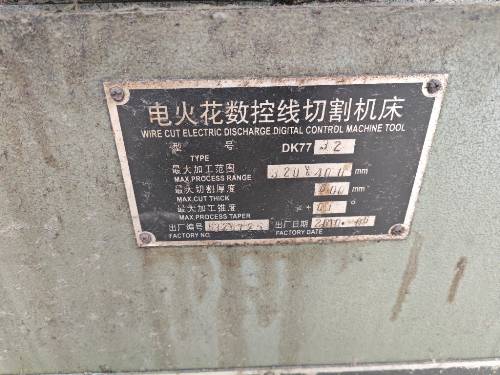 电火花数控线切割机床
WIRE CUT ELECTRIC DISCHARGE DIGITAL CONTROL MACHINE TOOL
型 号 DK77 32
TYPE
最大加工范围 320×400 mm
MAX.PROCESS RANGE
最大切割厚度 mm
MAX.CUT THICK
最大加工锥度 °
MAX.PROCESS TAPER
出厂编号 出厂日期
FACTORY NO. FACTORY DATE